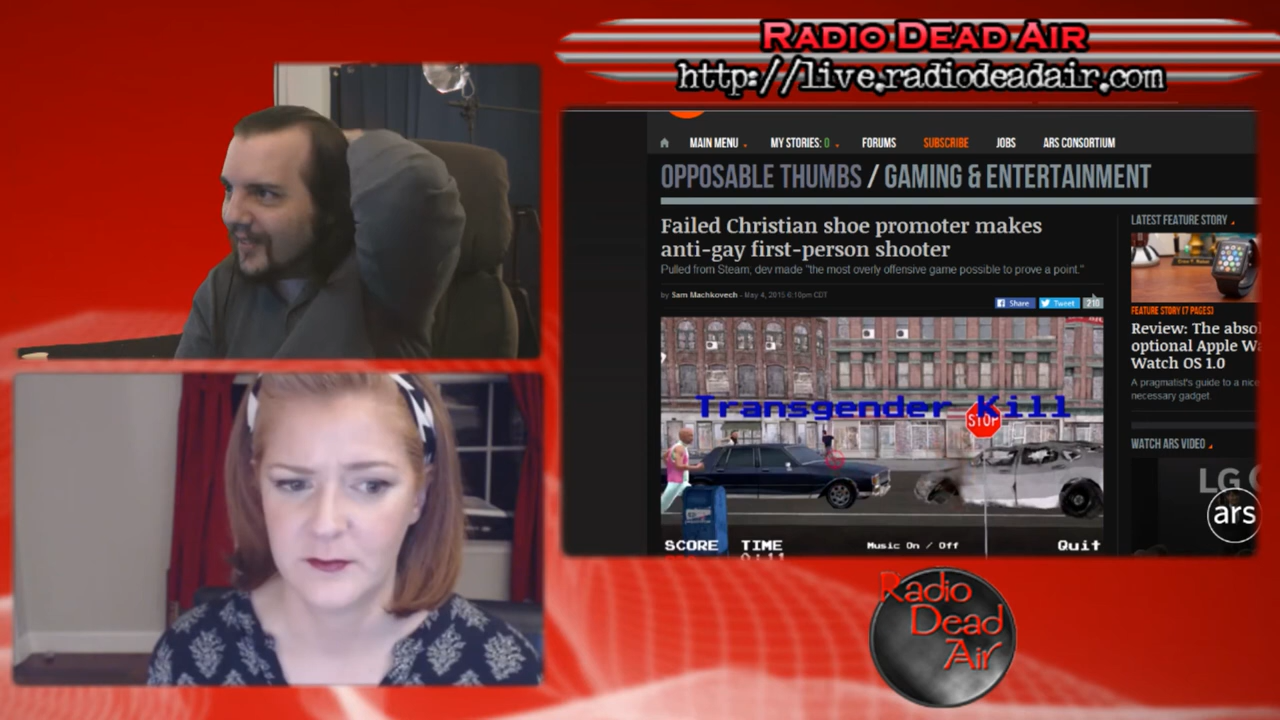 RADIO DEAD AIR
http://live.radiodeadair.com
MAIN MENU
MY STORIES: 0
FORUMS
SUBSCRIBE
JOBS
ARS CONSORTIUM
OPPOSABLE THUMBS / GAMING & ENTERTAINMENT
Failed Christian shoe promoter makes
anti-gay first-person shooter
Pulled from Steam, dev made "the most overly offensive game possible to prove a point."
by Sam Machkovech - May 4, 2015 6:10pm CDT
Share
Tweet
210
Transgender Kill
STOP
SCORE
TIME
Music On / Off
Quit
LATEST FEATURE STORY
FEATURE STORY (7 PAGES)
Review: The abso
optional Apple Wa
Watch OS 1.0
A pragmatist's guide to a nice
necessary gadget.
WATCH ARS VIDEO
LG
ars
Radio
Dead
Air